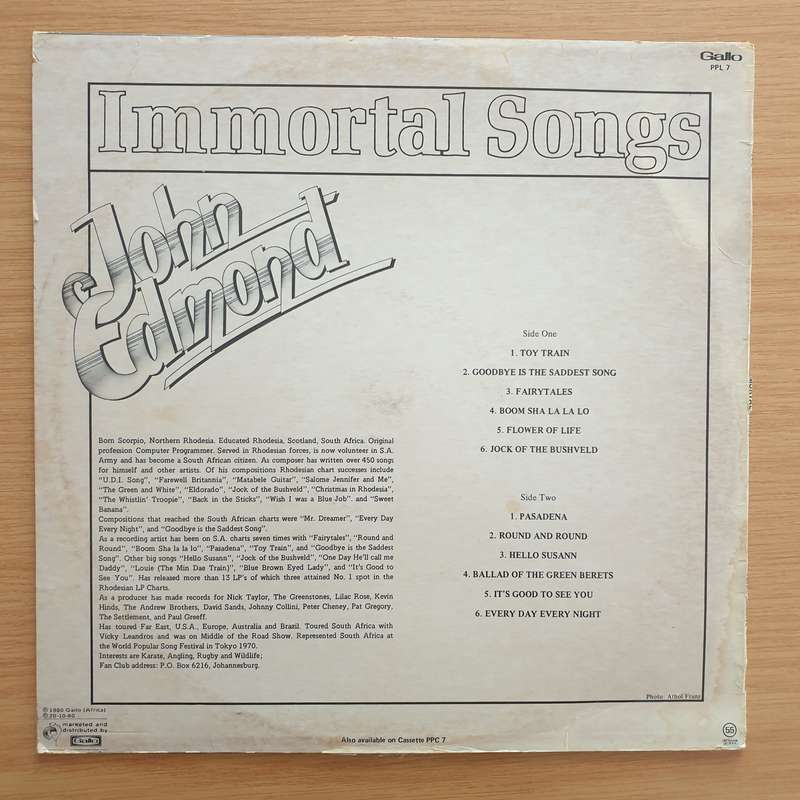 Gallo
PPL 7
Immortal Songs
John
Edmond
Side One
1. TOY TRAIN
2. GOODBYE IS THE SADDEST SONG
3. FAIRYTALES
4. BOOM SHA LA LA LO
5. FLOWER OF LIFE
6. JOCK OF THE BUSHVELD
Side Two
1. PASADENA
2. ROUND AND ROUND
3. HELLO SUSANN
4. BALLAD OF THE GREEN BERETS
5. IT'S GOOD TO SEE YOU
6. EVERY DAY EVERY NIGHT
Born Scorpio, Northern Rhodesia. Educated Rhodesia, Scotland, South Africa. Original
profession Computer Programmer. Served in Rhodesian forces, is now volunteer in S.A.
Army and has become a South African citizen. As composer has written over 450 songs
for himself and other artists. Of his compositions Rhodesian chart successes include
"U.D.I. Song", "Farewell Britannia", "Matabele Guitar", "Salome Jennifer and Me",
"The Green and White", "Eldorado", "Jock of the Bushveld", "Christmas in Rhodesia",
"The Whistlin' Troopie", "Back in the Sticks", "Wish I was a Blue Job". and "Sweet
Banana".
Compositions that reached the South African charts were "Mr. Dreamer", "Every Day
Every Night", and "Goodbye is the Saddest Song".
As a recording artist has been on S.A. charts seven times with "Fairytales", "Round and
Round", "Boom Sha la la lo", "Pasadena", "Toy Train", and "Goodbye is the Saddest
Song". Other big songs "Hello Susann", "Jock of the Bushveld", "One Day He'll call me
Daddy", "Louie (The Min Dae Train)", "Blue Brown Eyed Lady", and "It's Good to
See You". Has released more than 13 LP's of which three attained No. 1 spot in the
Rhodesian LP Charts.
As a producer has made records for Nick Taylor, The Greenstones, Lilac Rose, Kevin
Hinds, The Andrew Brothers, David Sands, Johnny Collini, Peter Cheney, Pat Gregory,
The Settlement, and Paul Greeff.
Has toured Far East, U.S.A., Europe, Australia and Brazil. Toured South Africa with
Vicky Leandros and was on Middle of the Road Show. Represented South Africa at
the World Popular Song Festival in Tokyo 1970.
Interests are Karate, Angling, Rugby and Wildlife;
Fan Club address: P.O. Box 6216, Johannesburg.
Photo: Athol Franz
℗ 1980 Gallo (Africa)
© 20-10-80
marketed and
distributed by
Gallo
Also available on Cassette PPC 7
55